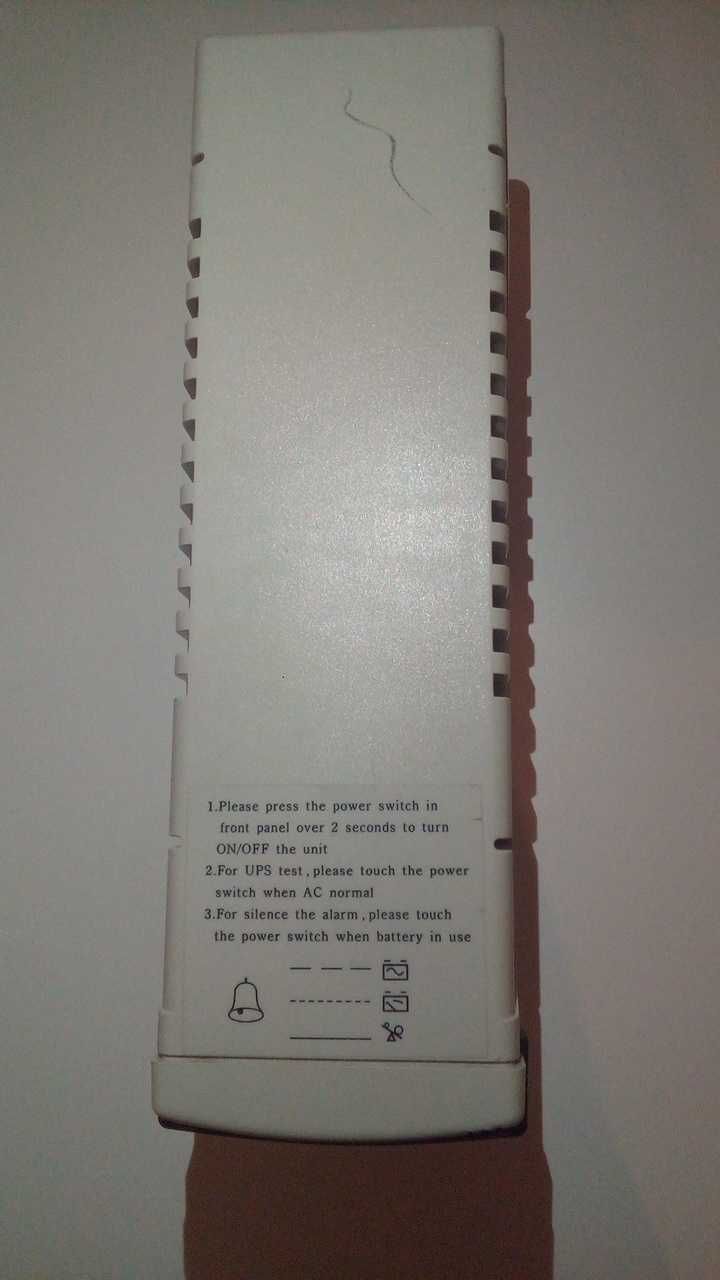 1.Please press the power switch in
front panel over 2 seconds to turn
ON/OFF the unit
2.For UPS test, please touch the power
switch when AC normal
3.For silence the alarm, please touch
the power switch when battery in use